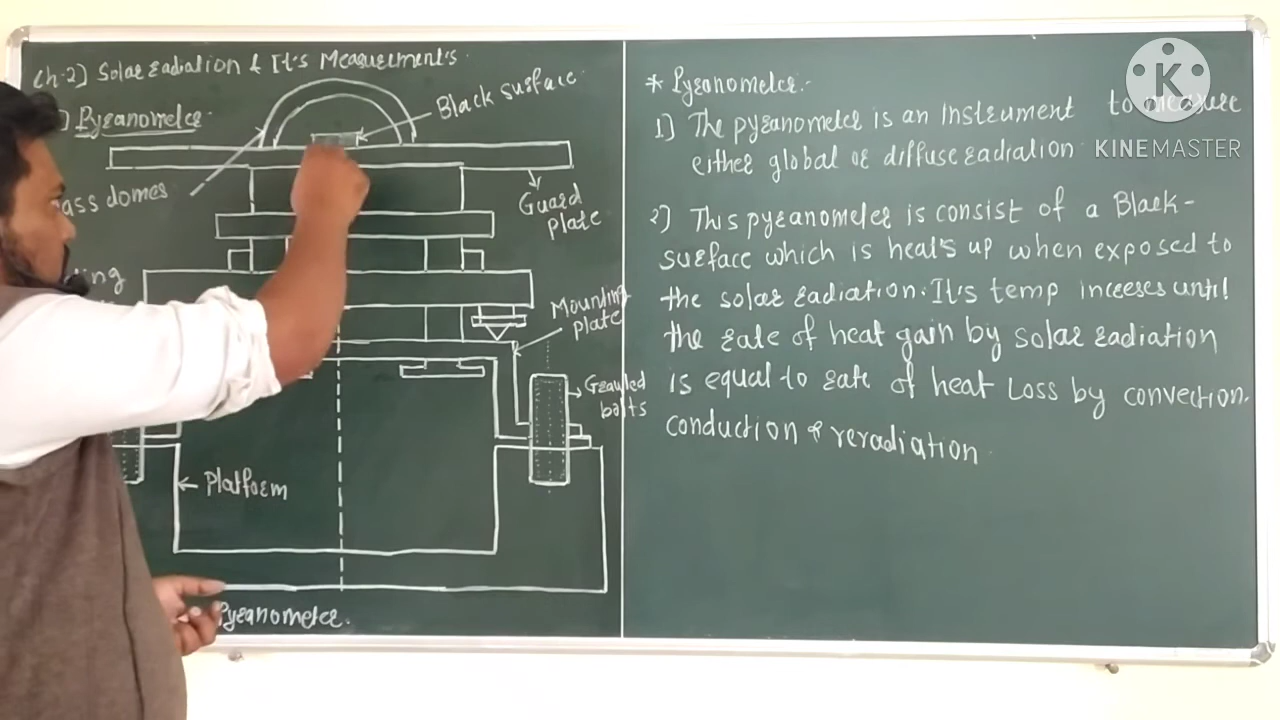 Ch-2] Solar radiation & It's Measurement's.
] Pyranometer.
Black surface.
ass domes
Guard
plate
ing
Mounting
plate
bolts
Platform
Pyranometer.
* Pyranometer:-
1] The pyranometer is an Instrument to measure
either global or diffuse radiation
2) This pyranometer is consist of a Black-
surface which is heat's up when exposed to
the solar radiation. It's temp increses until
the rate of heat gain by solar radiation
is equal to rate of heat Loss by convection.
conduction & reradiation
K
KINEMASTER